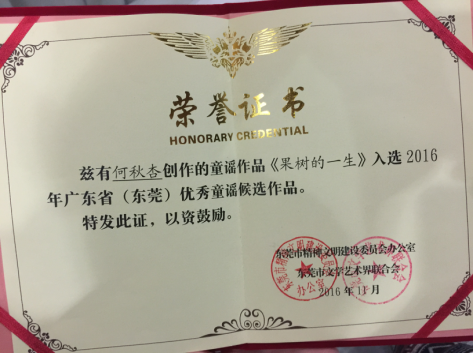 荣誉证书
HONORARY CREDENTIAL
兹有何秋杏创作的童谣作品《果树的一生》入选2016
年广东省（东莞）优秀童谣候选作品。
特发此证，以资鼓励。
东莞市精神文明建设委员会办公室
东莞市文学艺术界联合会
2016年11月